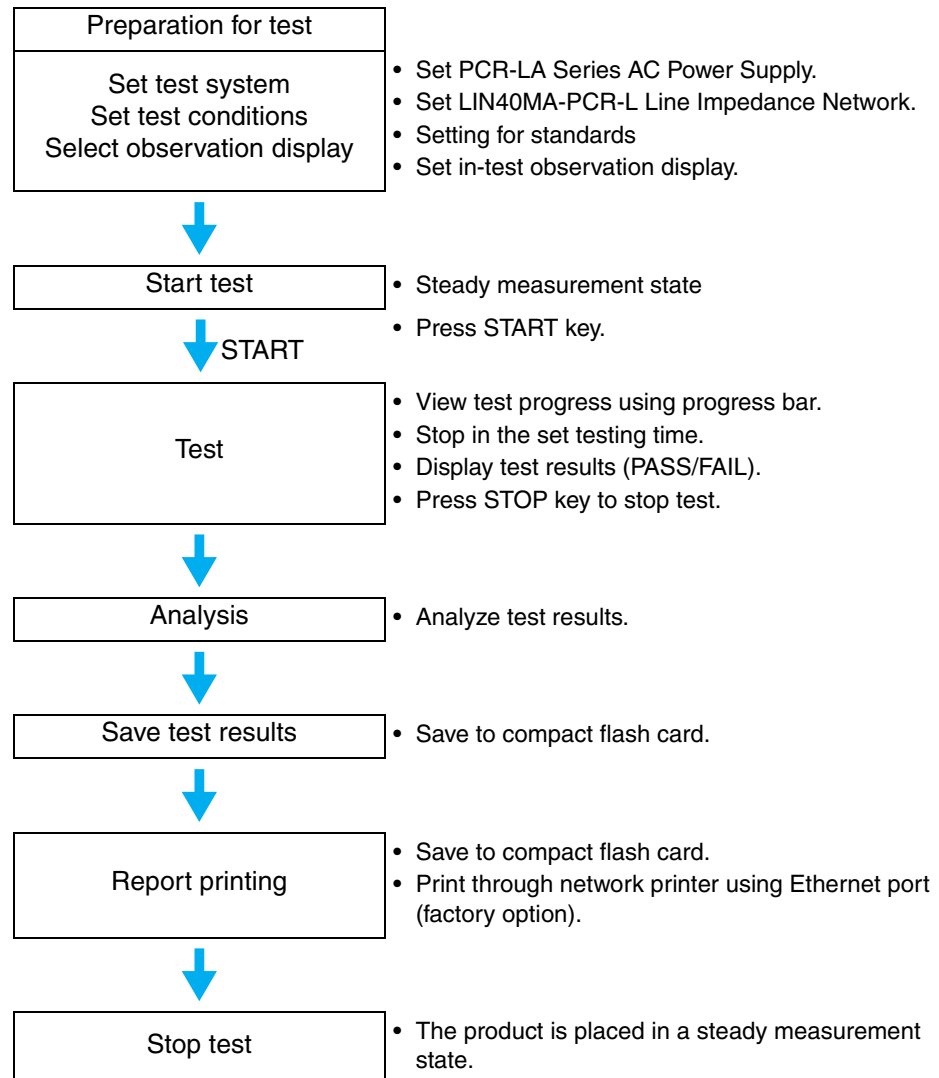 Preparation for test
Set test system
Set test conditions
Select observation display
• Set PCR-LA Series AC Power Supply.
• Set LIN40MA-PCR-L Line Impedance Network.
• Setting for standards
• Set in-test observation display.
Start test
• Steady measurement state
• Press START key.
START
Test
• View test progress using progress bar.
• Stop in the set testing time.
• Display test results (PASS/FAIL).
• Press STOP key to stop test.
Analysis
• Analyze test results.
Save test results
• Save to compact flash card.
Report printing
• Save to compact flash card.
• Print through network printer using Ethernet port
(factory option).
Stop test
• The product is placed in a steady measurement
state.